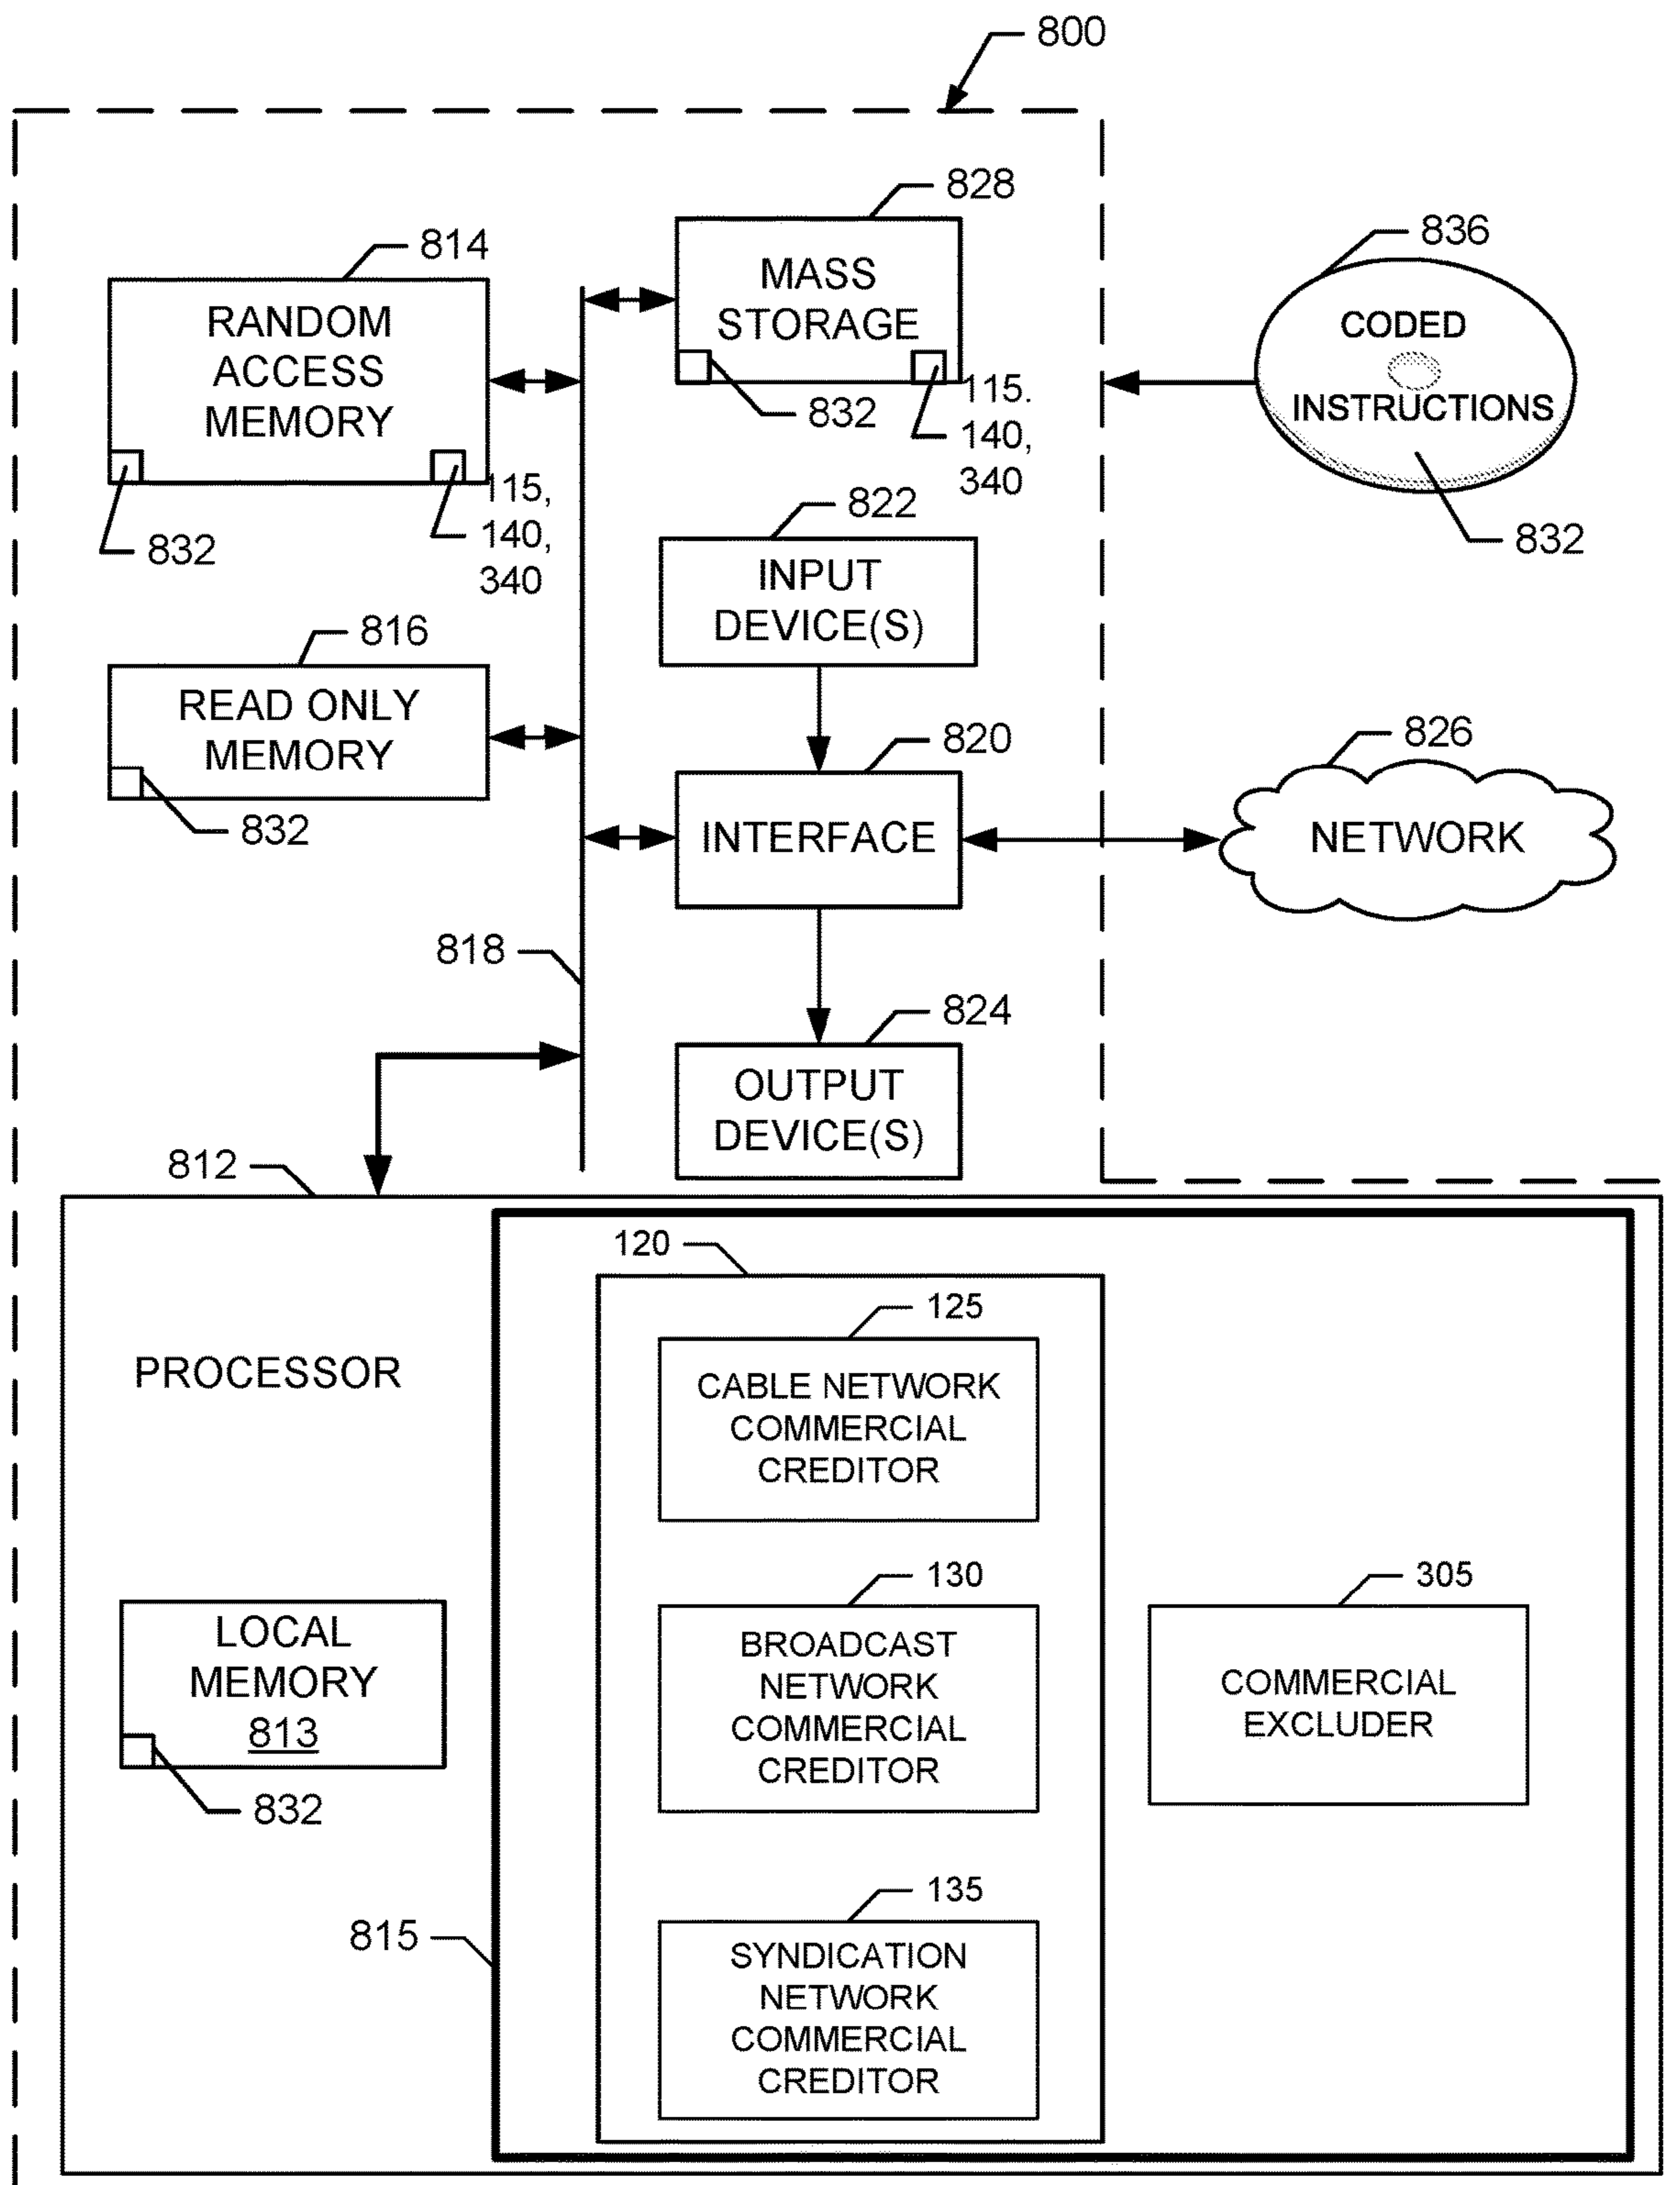 800
828
MASS
STORAGE
832
115.
140,
340
814
RANDOM
ACCESS
MEMORY
832
115,
140,
340
836
CODED
INSTRUCTIONS
832
822
INPUT
DEVICE(S)
816
READ ONLY
MEMORY
832
820
INTERFACE
826
NETWORK
818
824
OUTPUT
DEVICE(S)
812
PROCESSOR
LOCAL
MEMORY
813
832
815
120
125
CABLE NETWORK
COMMERCIAL
CREDITOR
130
BROADCAST
NETWORK
COMMERCIAL
CREDITOR
135
SYNDICATION
NETWORK
COMMERCIAL
CREDITOR
305
COMMERCIAL
EXCLUDER